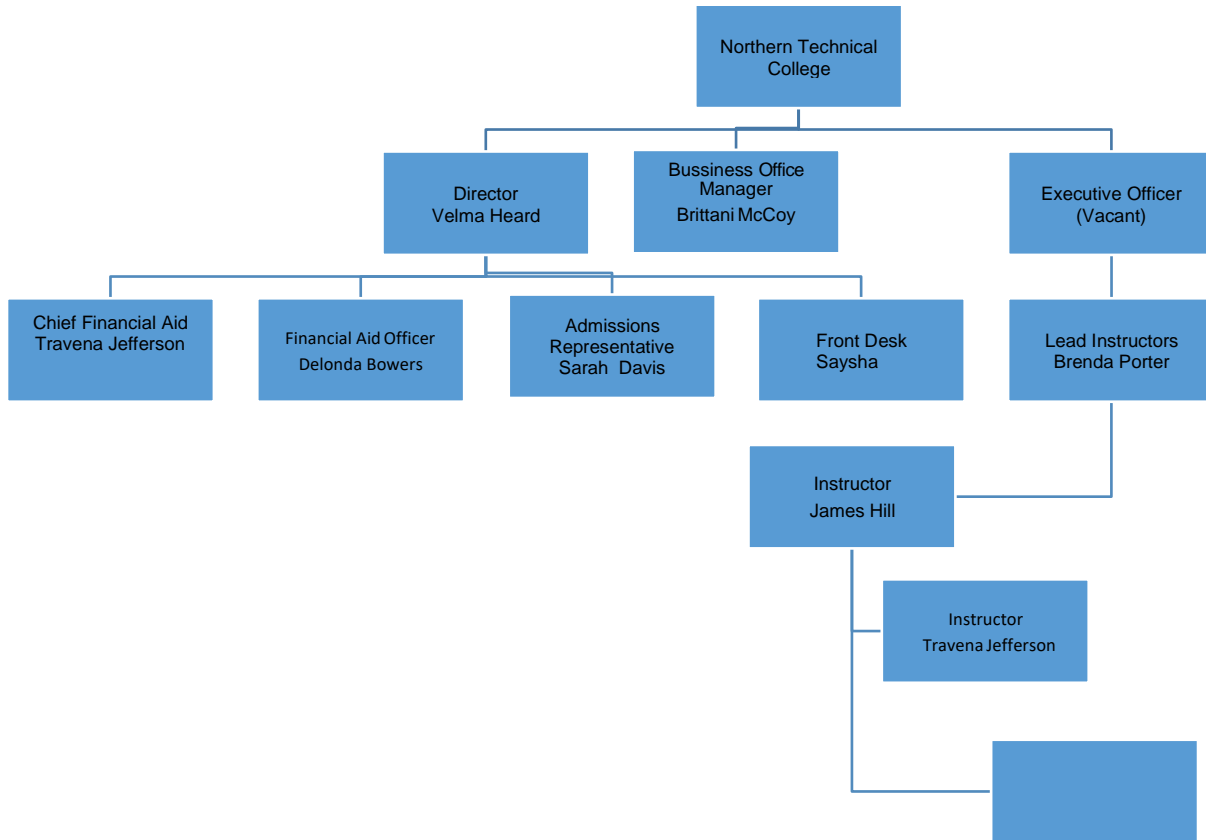 Northern Technical
College
Director
Velma Heard
Bussiness Office
Manager
Brittani McCoy
Executive Officer
(Vacant)
Chief Financial Aid
Travena Jefferson
Financial Aid Officer
Delonda Bowers
Admissions
Representative
Sarah Davis
Front Desk
Saysha
Lead Instructors
Brenda Porter
Instructor
James Hill
Instructor
Travena Jefferson